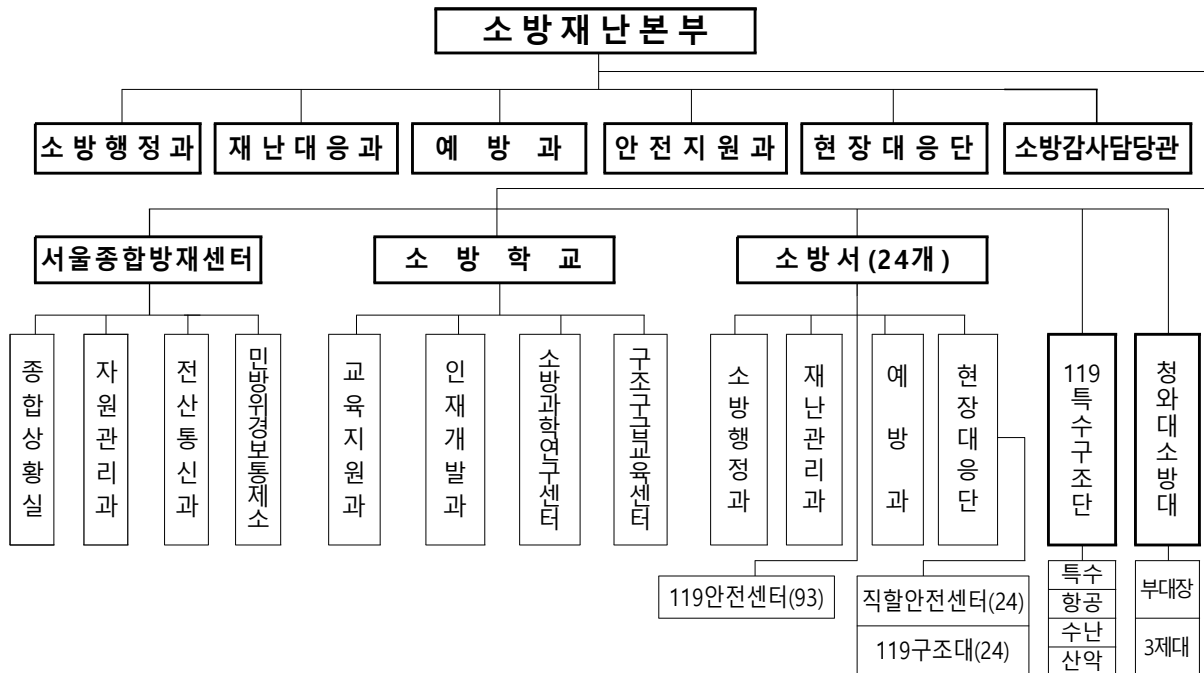 소방재난본부
소방행정과
재난대응과
예방과
안전지원과
현장대응단
소방감사담당관
서울종합방재센터
소방학교
소방서(24개)
종합상황실
자원관리과
전산통신과
민방위경보통제소
교육지원과
인재개발과
소방과학연구센터
구조구급교육센터
소방행정과
재난관리과
예방과
현장대응단
119특수구조단
청와대소방대
119안전센터(93)
직할안전센터(24)
119구조대(24)
특수
항공
수난
산악
부대장
3제대